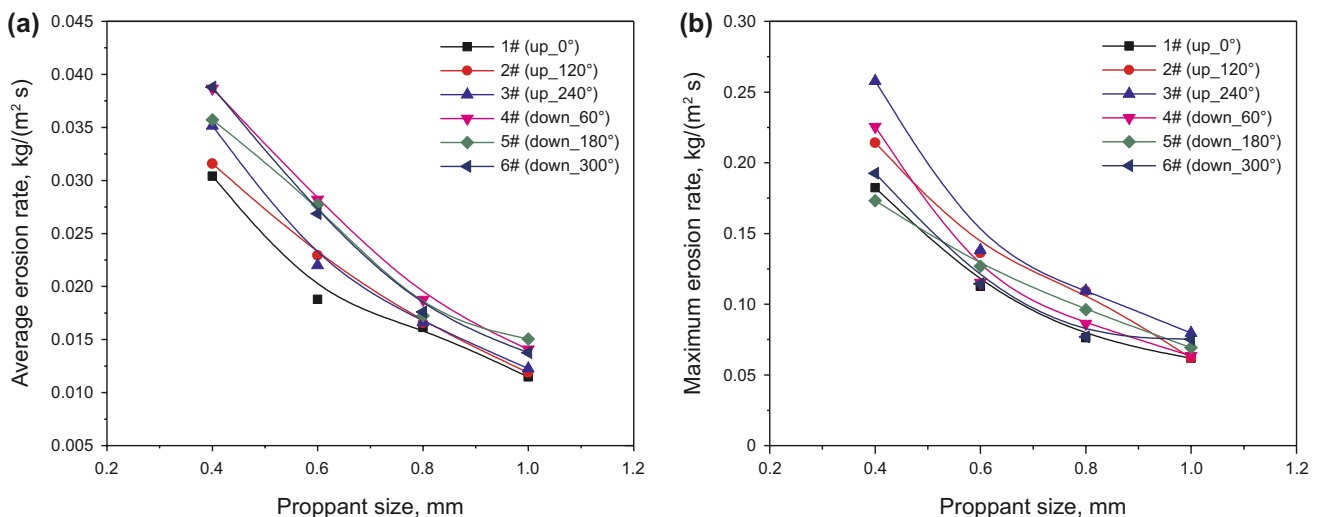 (a)
0.045
0.040
0.035
0.030
0.025
0.020
0.015
0.010
0.005
Average erosion rate, kg/(m² s)
1# (up_0°)
2# (up_120°)
3# (up_240°)
4# (down_60°)
5# (down_180°)
6# (down_300°)
0.2 0.4 0.6 0.8 1.0 1.2
Proppant size, mm
(b)
0.30
0.25
0.20
0.15
0.10
0.05
0
Maximum erosion rate, kg/(m² s)
1# (up_0°)
2# (up_120°)
3# (up_240°)
4# (down_60°)
5# (down_180°)
6# (down_300°)
0.2 0.4 0.6 0.8 1.0 1.2
Proppant size, mm